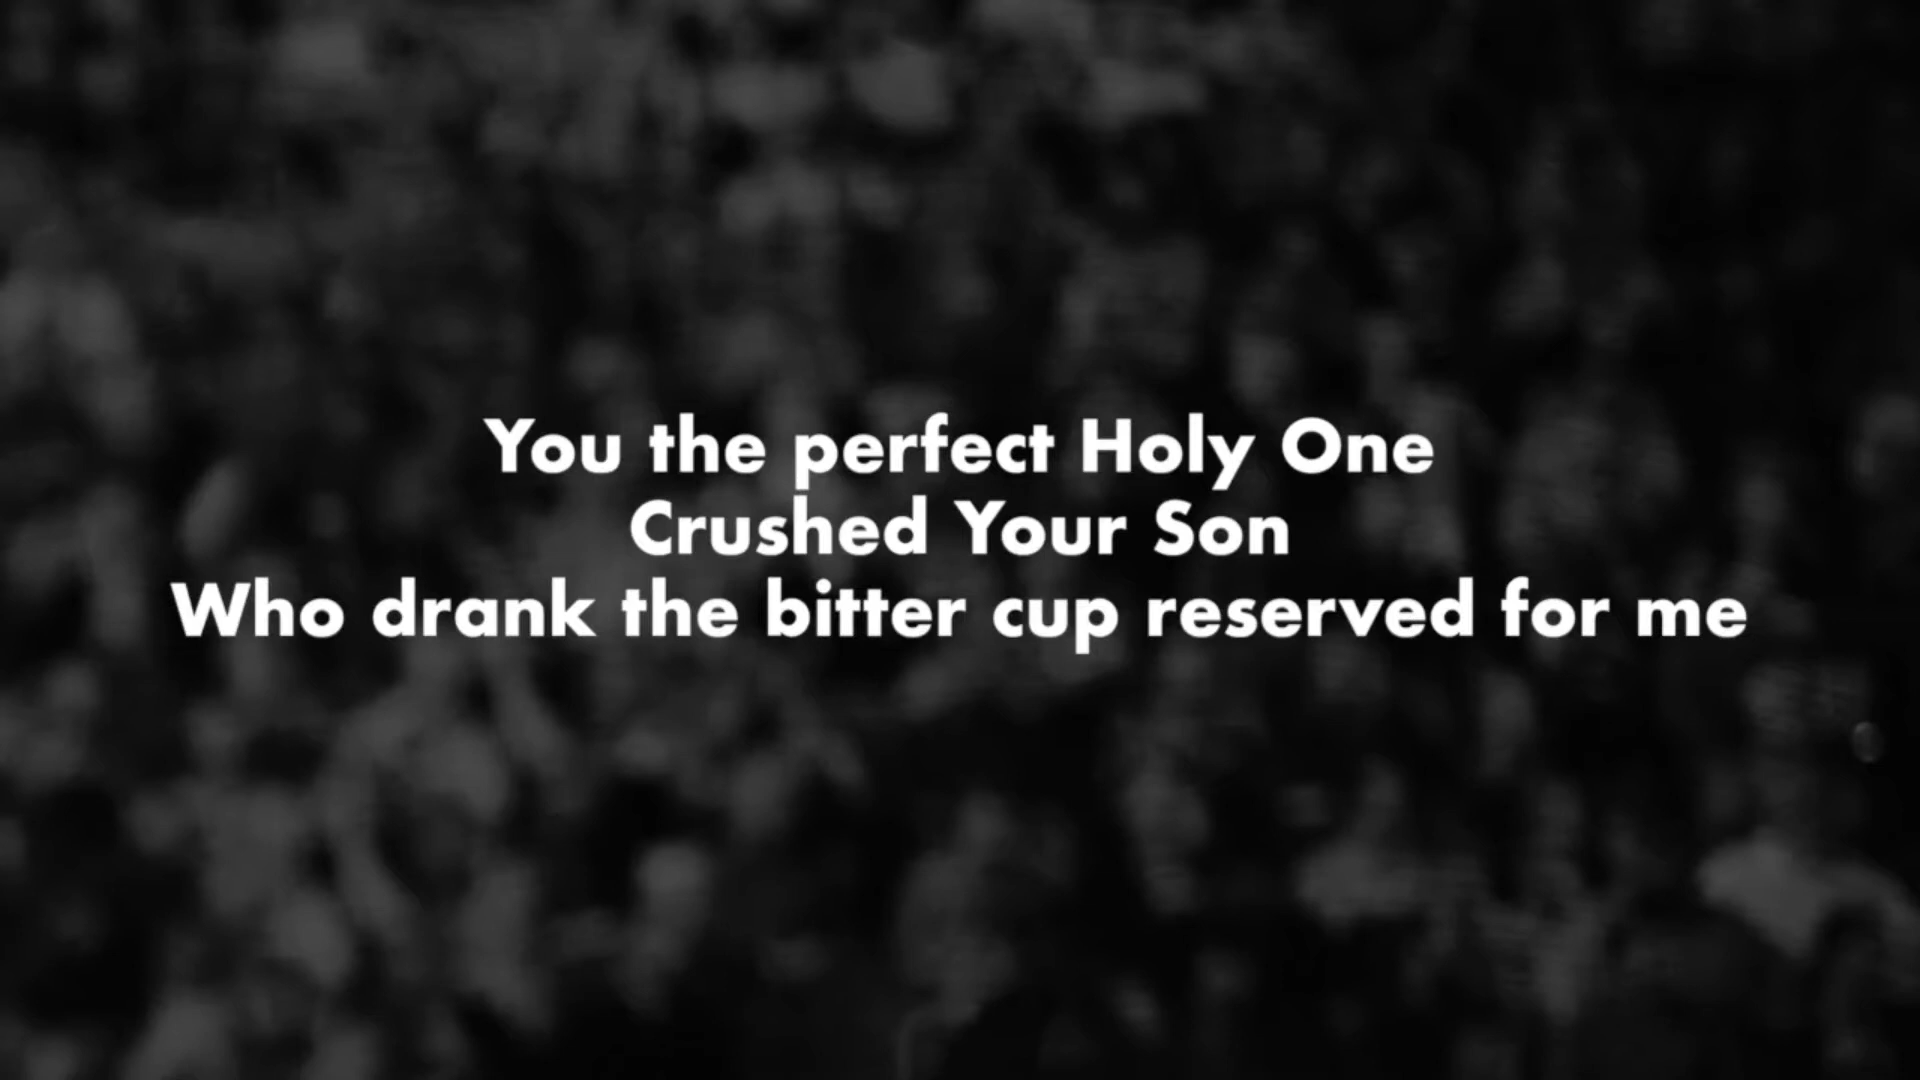 You the perfect Holy One
Crushed Your Son
Who drank the bitter cup reserved for me